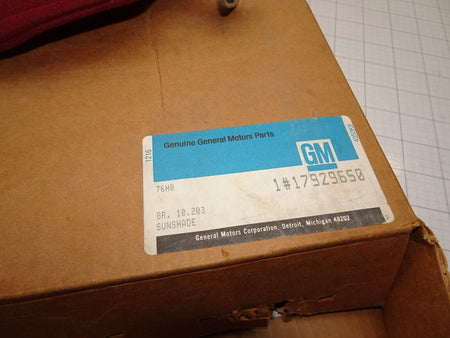 Genuine General Motors Parts
GM
1216
76H0
1#17929650
GR. 10.203
SUNSHADE
General Motors Corporation, Detroit, Michigan 48202